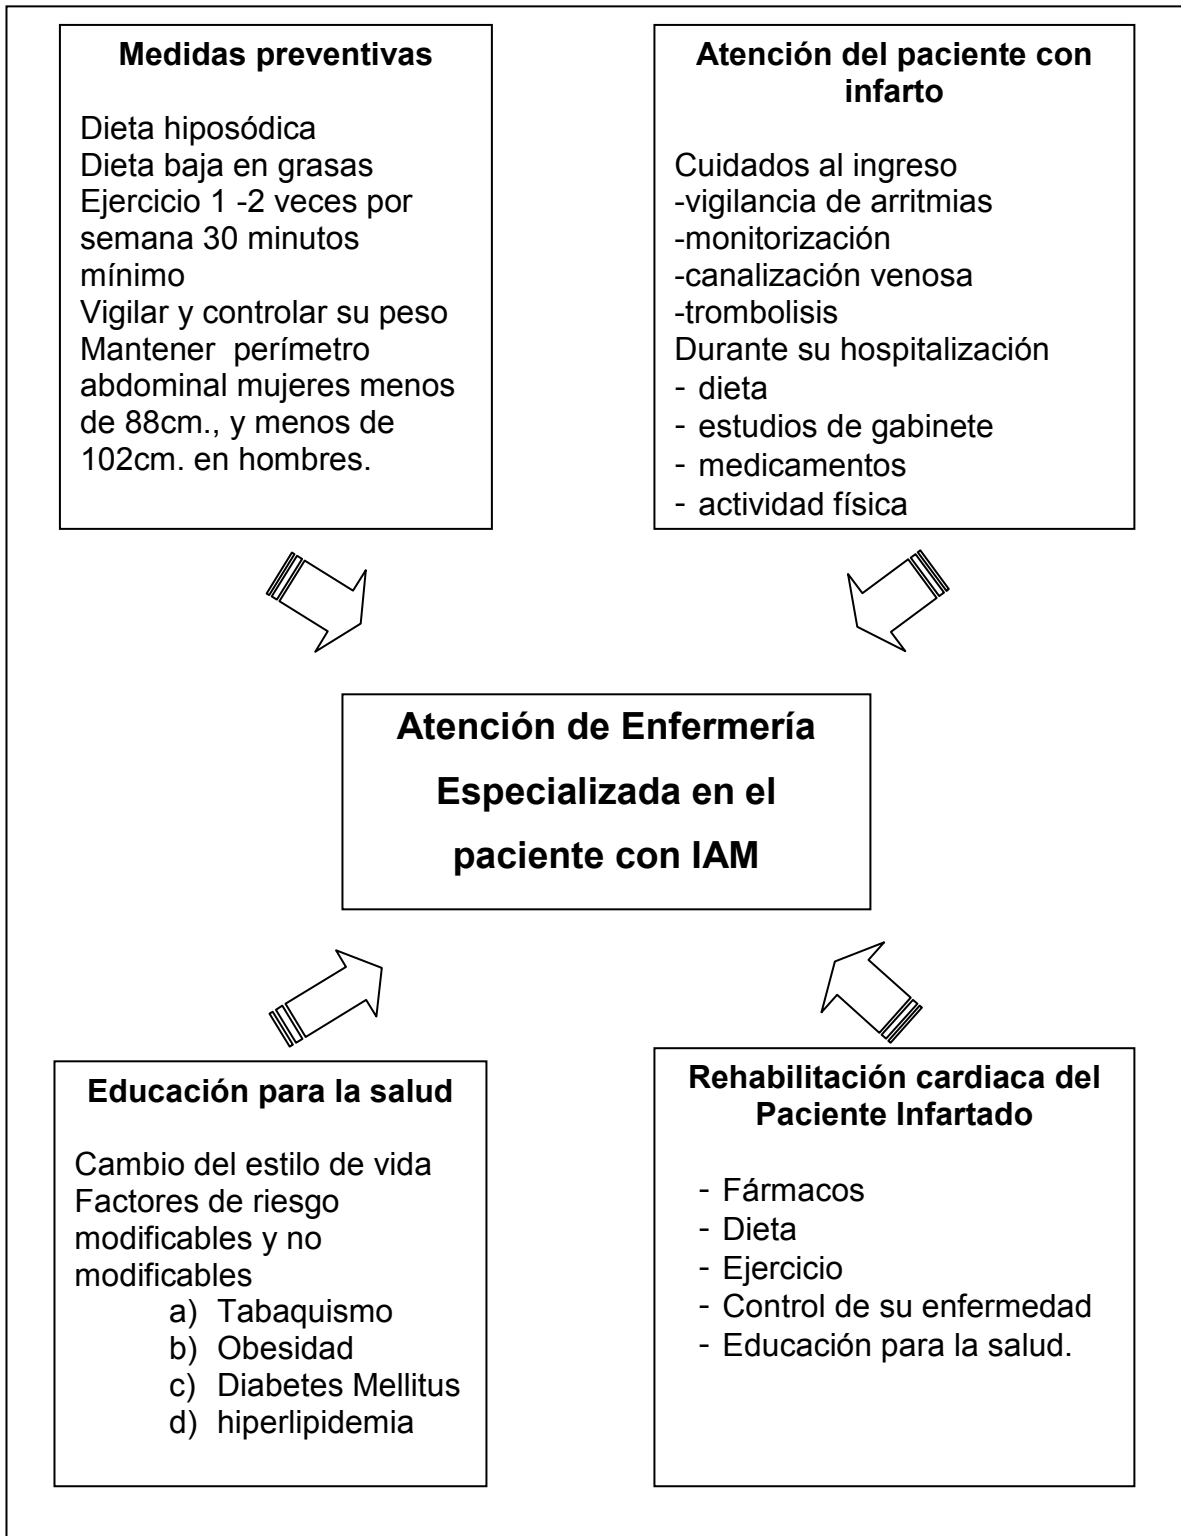 Medidas preventivas
Dieta hiposódica
Dieta baja en grasas
Ejercicio 1 -2 veces por
semana 30 minutos
mínimo
Vigilar y controlar su peso
Mantener perímetro
abdominal mujeres menos
de 88cm., y menos de
102cm. en hombres.
Atención del paciente con
infarto
Cuidados al ingreso
-vigilancia de arritmias
-monitorización
-canalización venosa
-trombolisis
Durante su hospitalización
- dieta
- estudios de gabinete
- medicamentos
- actividad física
Atención de Enfermería
Especializada en el
paciente con IAM
Educación para la salud
Cambio del estilo de vida
Factores de riesgo
modificables y no
modificables
a) Tabaquismo
b) Obesidad
c) Diabetes Mellitus
d) hiperlipidemia
Rehabilitación cardiaca del
Paciente Infartado
- Fármacos
- Dieta
- Ejercicio
- Control de su enfermedad
- Educación para la salud.